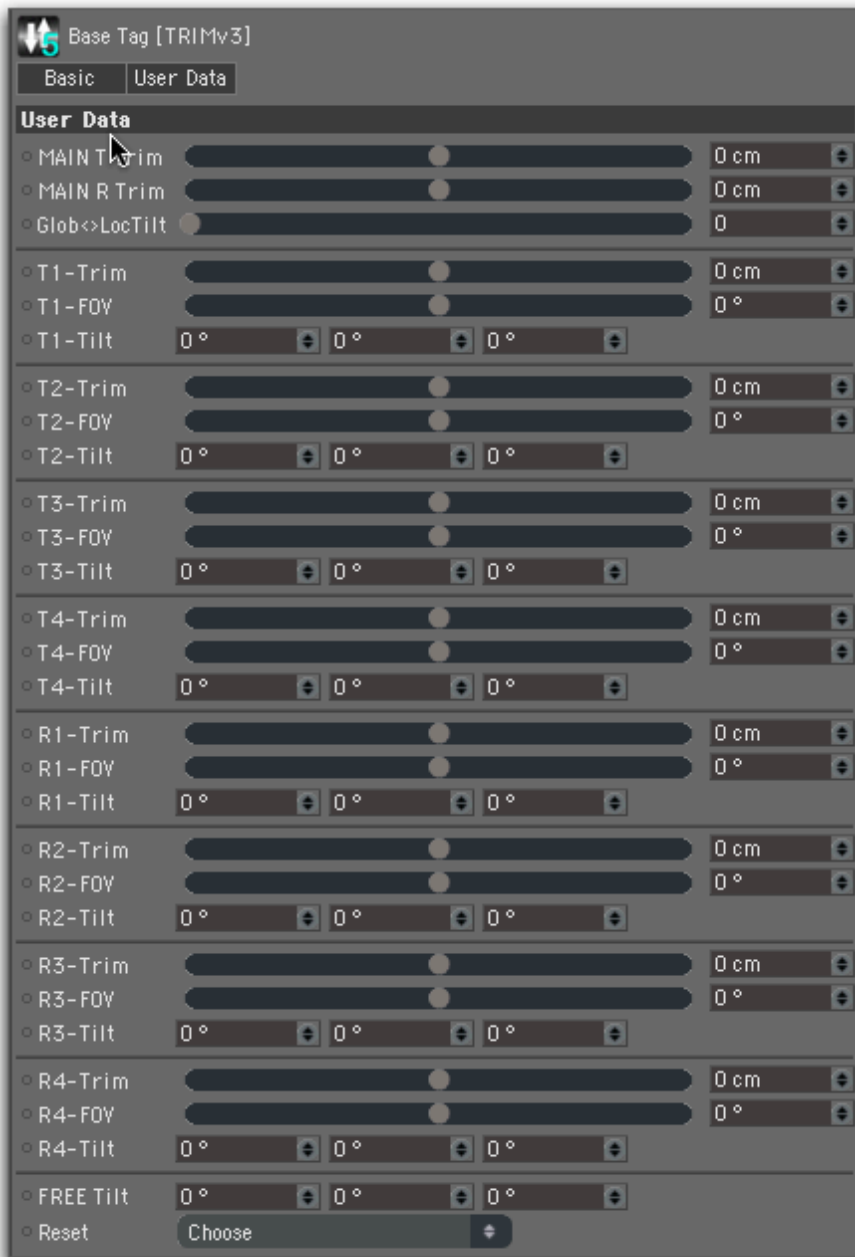 5 Base Tag [TRIMv3]
Basic User Data
User Data
MAIN T Trim 0 cm
MAIN R Trim 0 cm
Glob<>LocTilt 0
T1-Trim 0 cm
T1-FOV 0 °
T1-Tilt 0 ° 0 ° 0 °
T2-Trim 0 cm
T2-FOV 0 °
T2-Tilt 0 ° 0 ° 0 °
T3-Trim 0 cm
T3-FOV 0 °
T3-Tilt 0 ° 0 ° 0 °
T4-Trim 0 cm
T4-FOV 0 °
T4-Tilt 0 ° 0 ° 0 °
R1-Trim 0 cm
R1-FOV 0 °
R1-Tilt 0 ° 0 ° 0 °
R2-Trim 0 cm
R2-FOV 0 °
R2-Tilt 0 ° 0 ° 0 °
R3-Trim 0 cm
R3-FOV 0 °
R3-Tilt 0 ° 0 ° 0 °
R4-Trim 0 cm
R4-FOV 0 °
R4-Tilt 0 ° 0 ° 0 °
FREE Tilt 0 ° 0 ° 0 °
Reset Choose